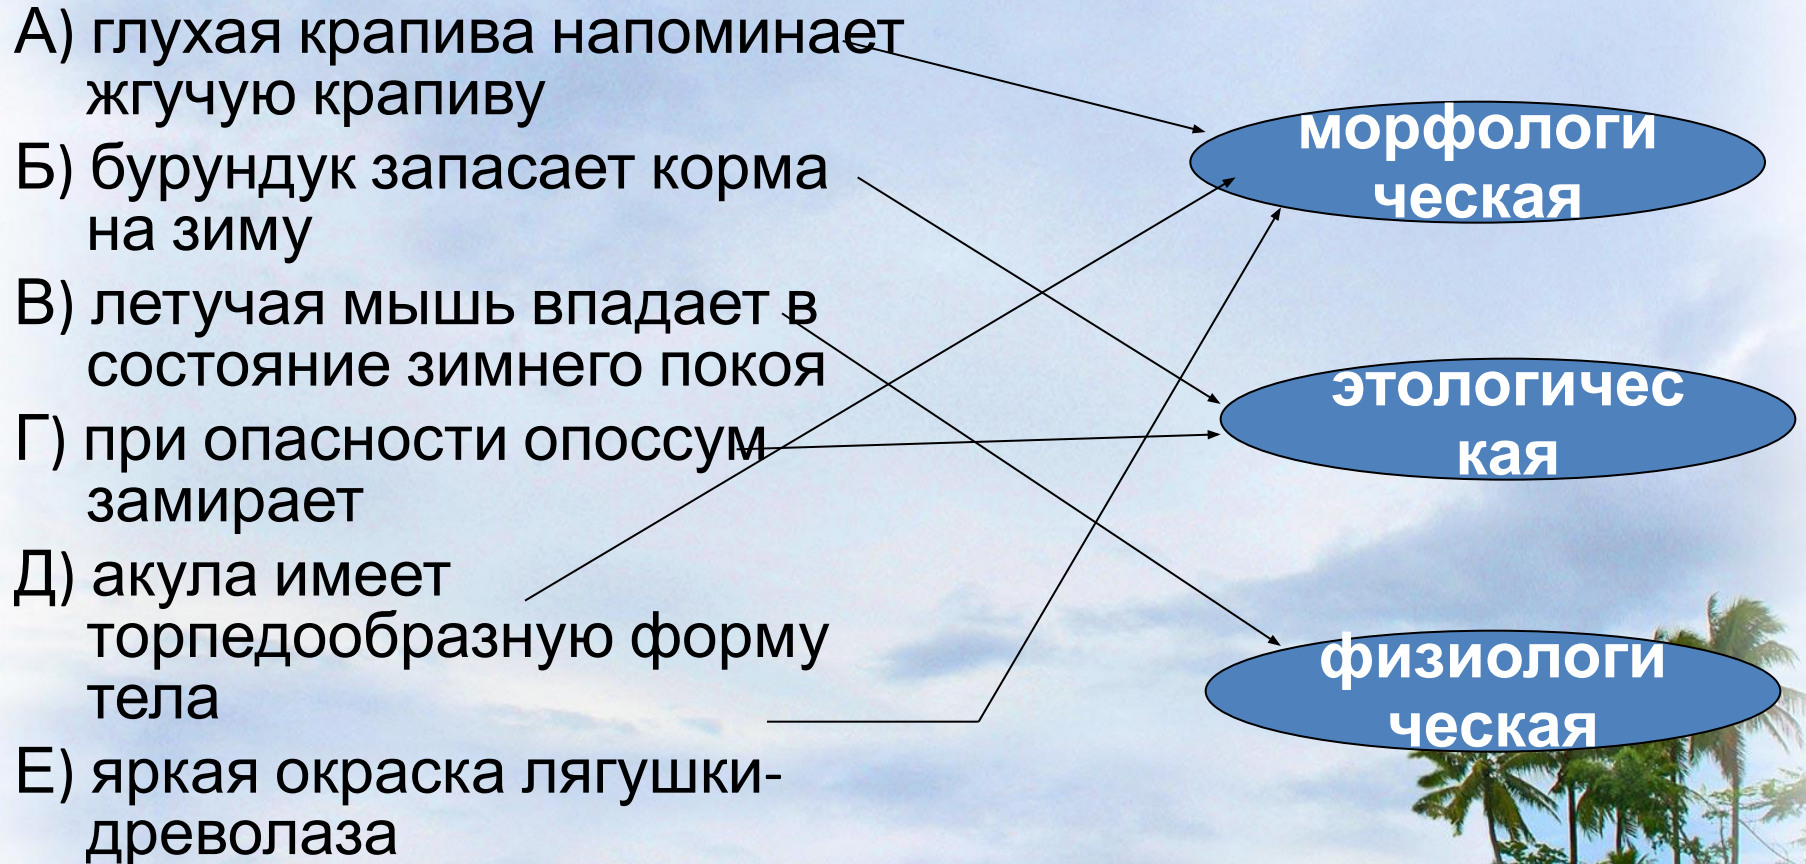 А) глухая крапива напоминает
жгучую крапиву
Б) бурундук запасает корма
на зиму
В) летучая мышь впадает в
состояние зимнего покоя
Г) при опасности опоссум
замирает
Д) акула имеет
торпедообразную форму
тела
Е) яркая окраска лягушки-
древолаза
морфологи
ческая
этологичес
кая
физиологи
ческая